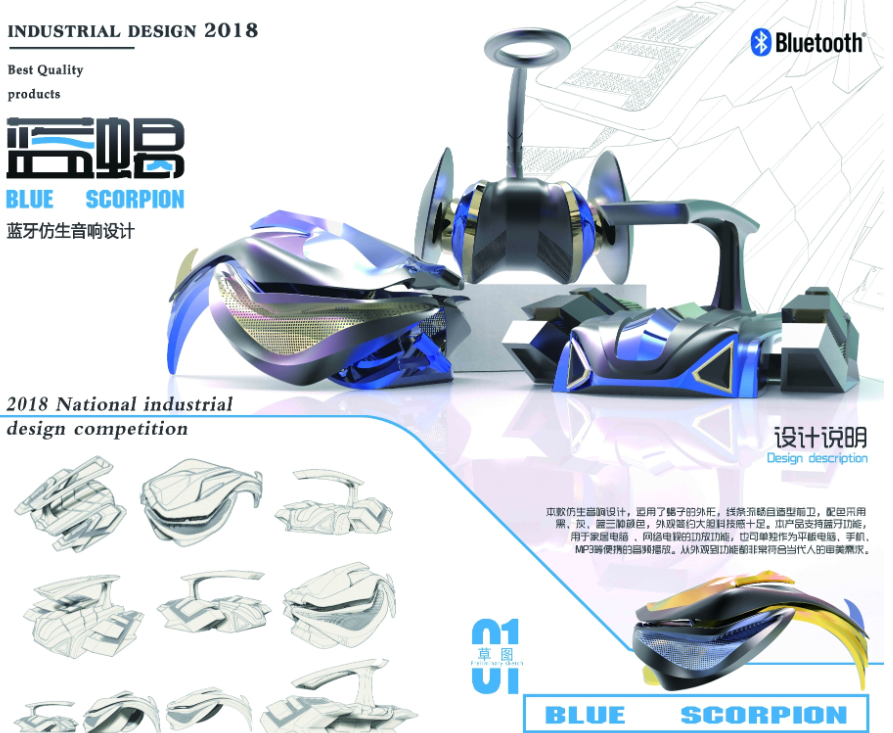 INDUSTRIAL DESIGN 2018
Best Quality
products
蓝蝎
BLUE SCORPION
蓝牙仿生音响设计
Bluetooth®
2018 National industrial
design competition
设计说明
Design description
本款仿生音响设计，运用了蝎子的外形，线条流畅且造型前卫，配色采用
黑、灰、蓝三种颜色，外观简约大胆科技感十足。本产品支持蓝牙功能，
用于家居电脑、网络电视的功放功能，也可单独作为平板电脑、手机、
MP3等便携的音频播放。从外观到功能都非常符合当代人的审美需求。
01
草图
Preliminary sketch
BLUE SCORPION